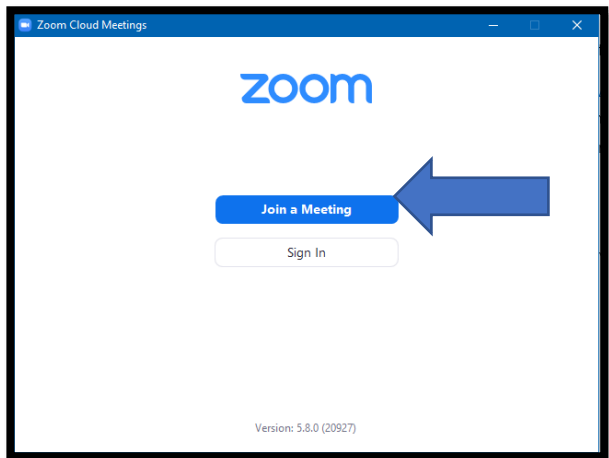 Zoom Cloud Meetings
zoom
Join a Meeting
Sign In
Version: 5.8.0 (20927)